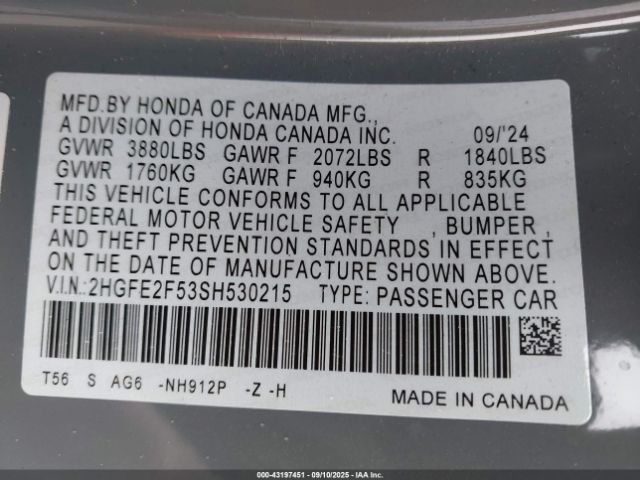 MFD.BY HONDA OF CANADA MFG.,
A DIVISION OF HONDA CANADA INC. 09/'24
GVWR 3880LBS GAWR F 2072LBS R 1840LBS
GVWR 1760KG GAWR F 940KG R 835KG
THIS VEHICLE CONFORMS TO ALL APPLICABLE
FEDERAL MOTOR VEHICLE SAFETY , BUMPER,
AND THEFT PREVENTION STANDARDS IN EFFECT
ON THE DATE OF MANUFACTURE SHOWN ABOVE.
V.I.N.:2HGFE2F53SH530215 TYPE: PASSENGER CAR
T56 S AG6 -NH912P -Z -H
MADE IN CANADA
000-43197451 - 09/10/2025 - IAA Inc.